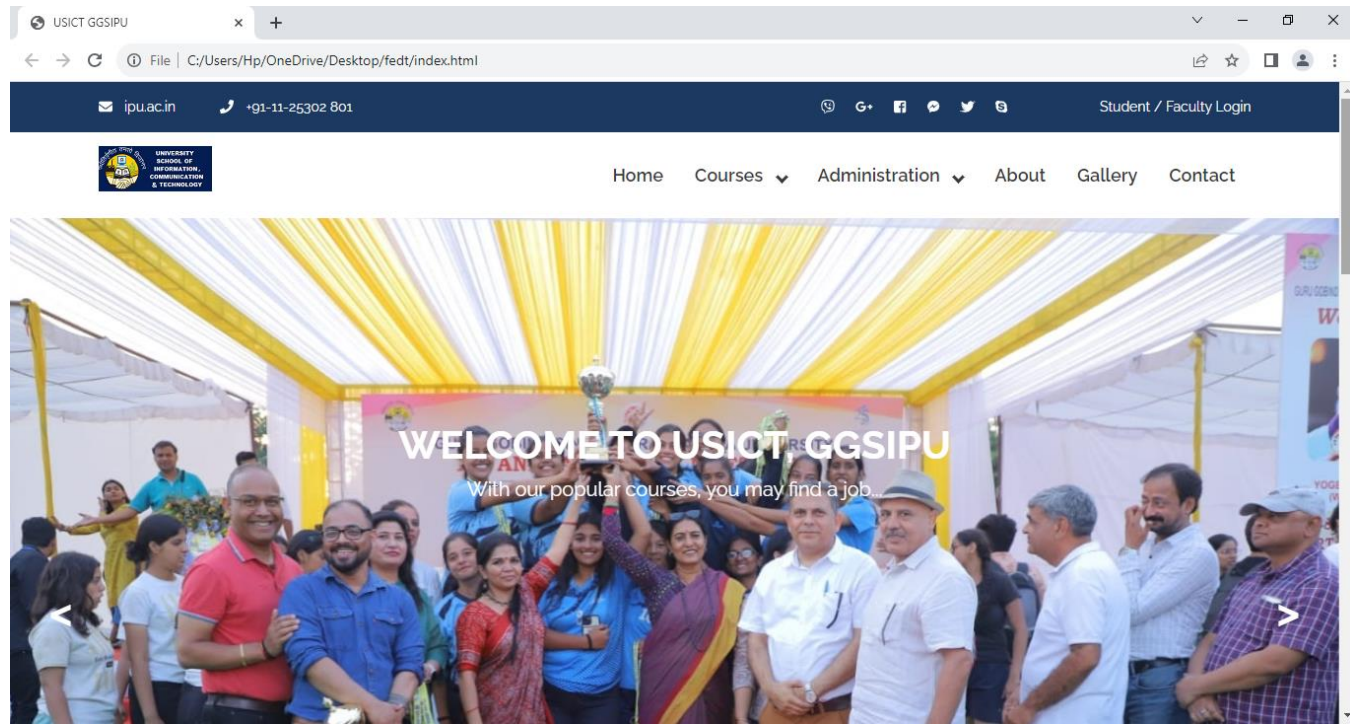 USICT GGSIPU
File | C:/Users/Hp/OneDrive/Desktop/fedt/index.html
ipu.ac.in +91-11-25302 801 G+ Student / Faculty Login
UNIVERSITY
SCHOOL OF
INFORMATION,
COMMUNICATION
& TECHNOLOGY
Home Courses Administration About Gallery Contact
GURU GOBIND
WELCOME TO USICT, GGSIPU
With our popular courses, you may find a job...
< >